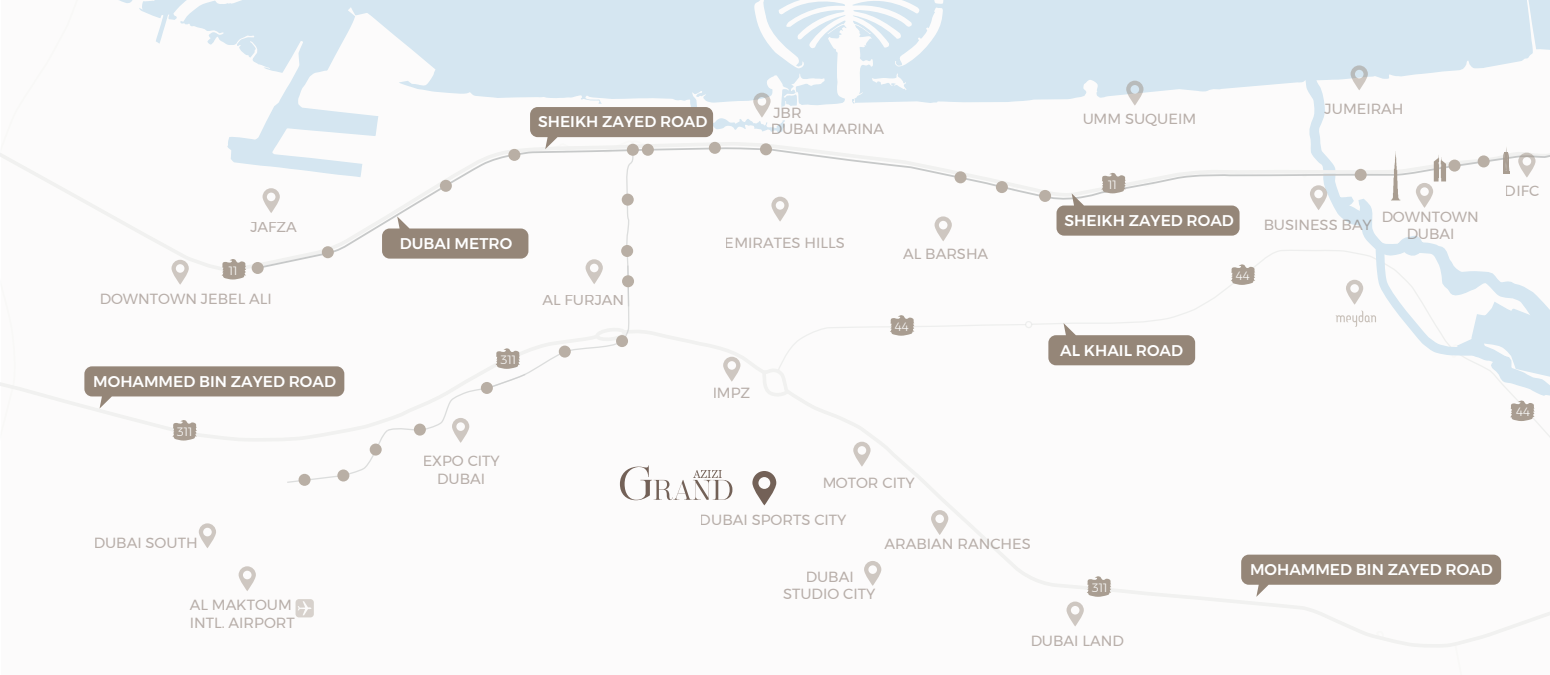 JUMEIRAH
JBR
DUBAI MARINA
UMM SUQUEIM
SHEIKH ZAYED ROAD
11
DIFC
JAFZA
SHEIKH ZAYED ROAD
BUSINESS BAY
DOWNTOWN
DUBAI
DUBAI METRO
EMIRATES HILLS
AL BARSHA
11
44
DOWNTOWN JEBEL ALI
AL FURJAN
meydan
44
AL KHAIL ROAD
311
MOHAMMED BIN ZAYED ROAD
IMPZ
44
311
EXPO CITY
DUBAI
AZIZI
GRAND
MOTOR CITY
DUBAI SPORTS CITY
DUBAI SOUTH
ARABIAN RANCHES
MOHAMMED BIN ZAYED ROAD
DUBAI
STUDIO CITY
311
AL MAKTOUM
INTL. AIRPORT
DUBAI LAND